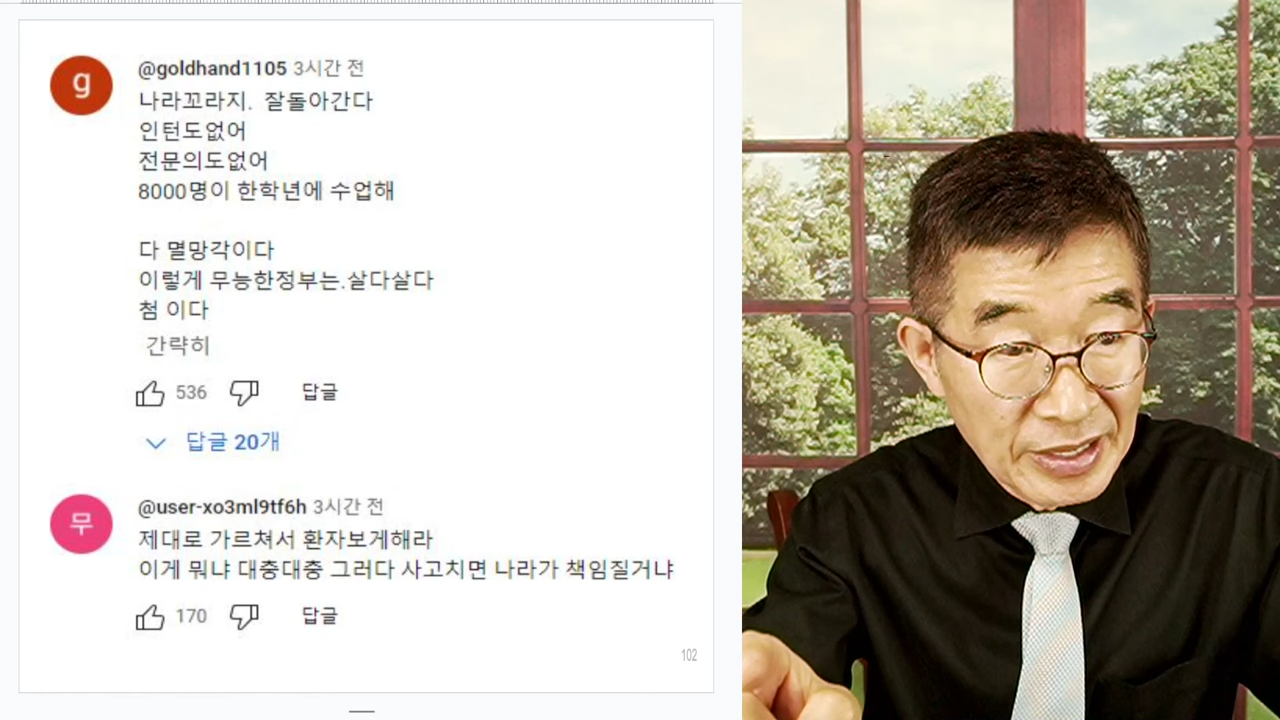 g
@goldhand1105 3시간 전
나라꼬라지. 잘돌아간다
인턴도없어
전문의도없어
8000명이 한학년에 수업해
다 멸망각이다
이렇게 무능한정부는.살다살다
첨 이다
간략히
536 답글
답글 20개
무
@user-xo3ml9tf6h 3시간 전
제대로 가르쳐서 환자보게해라
이게 뭐냐 대충대충 그러다 사고치면 나라가 책임질거냐
170 답글
102